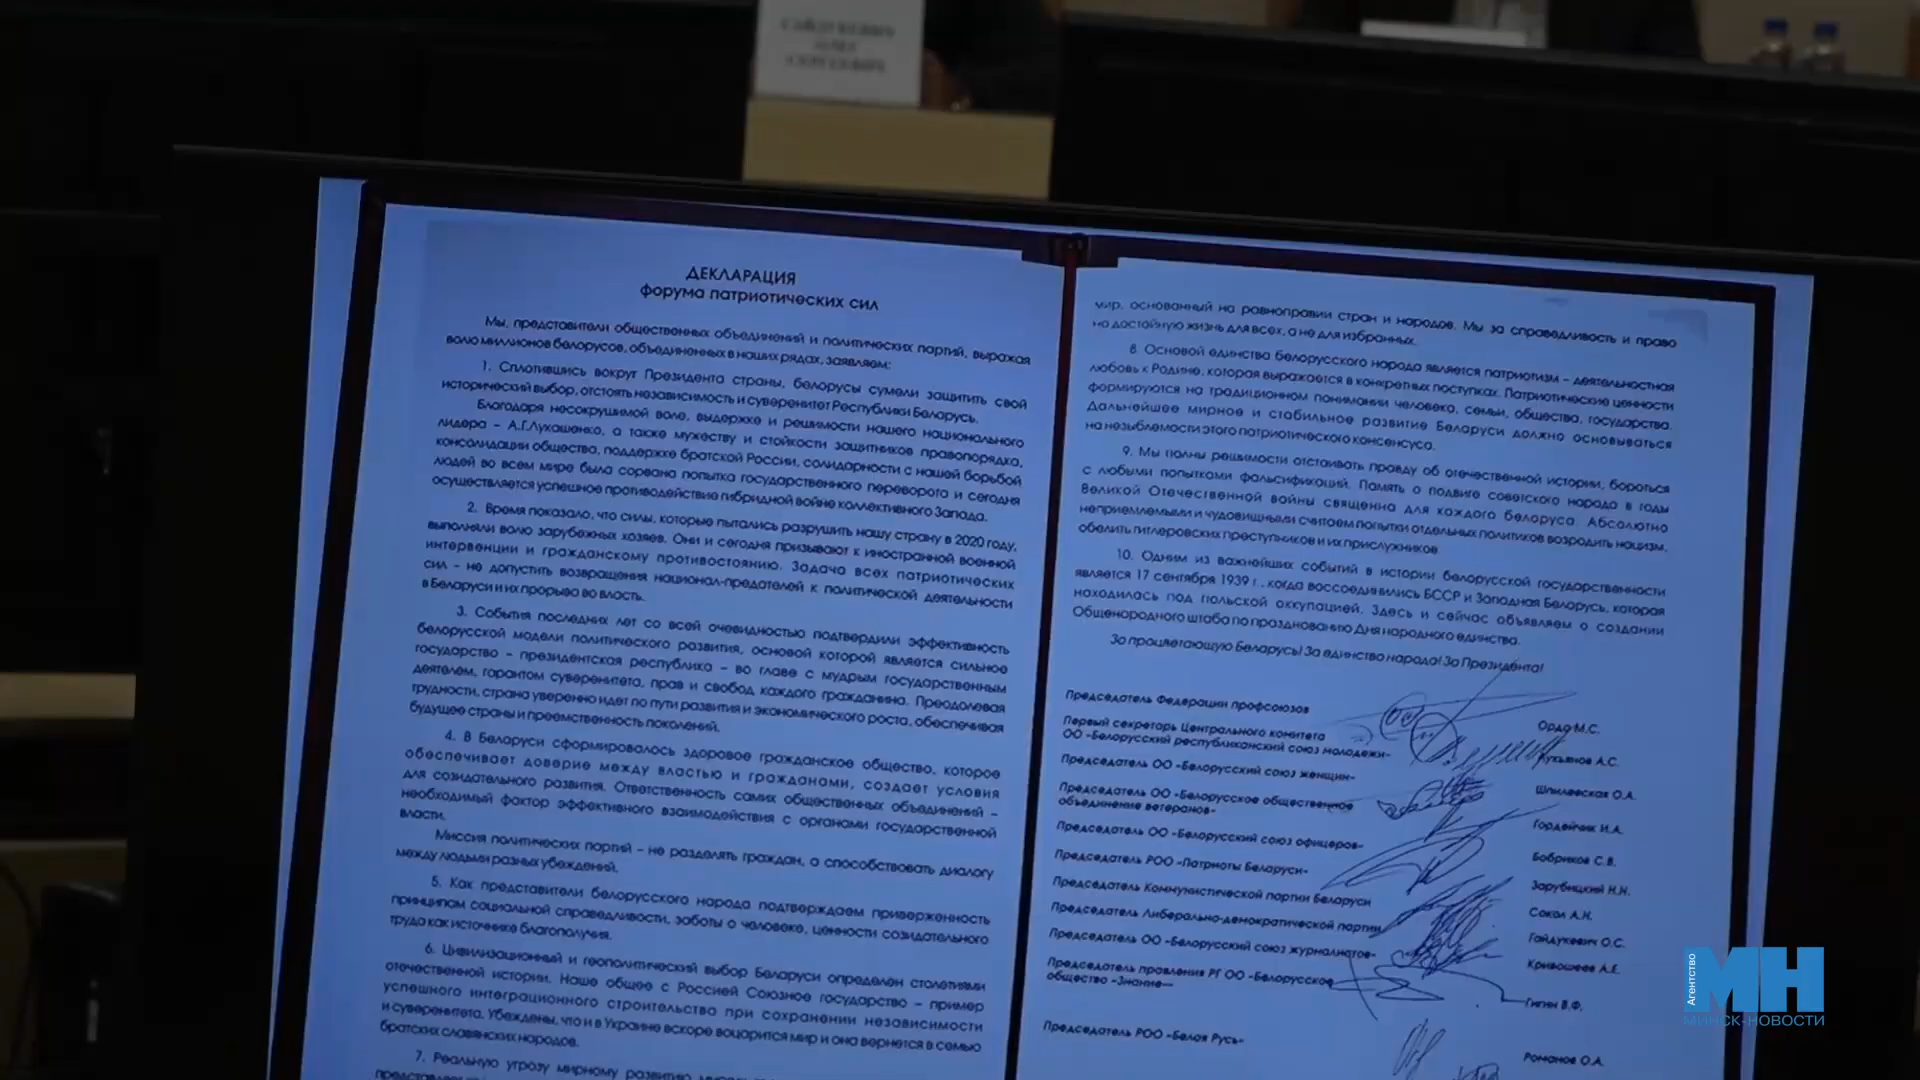 ГАЙДУКЕВИЧ
ОЛЕГ
СЕРГЕЕВИЧ
ДЕКЛАРАЦИЯ
форума патриотических сил
Мы, представители общественных объединений и политических партий, выражая
волю миллионов белорусов, объединенных в наших рядах, заявляем:
1. Сплотившись вокруг Президента страны, белорусы сумели защитить свой
исторический выбор, отстоять независимость и суверенитет Республики Беларусь.
Благодаря несокрушимой воле, выдержке и решимости нашего национального
лидера – А.Г.Лукашенко, а также мужеству и стойкости защитников правопорядка,
консолидации общества, поддержке братской России, солидарности с нашей борьбой
людей во всем мире была сорвана попытка государственного переворота и сегодня
осуществляется успешное противодействие гибридной войне коллективного Запада.
2. Время показало, что силы, которые пытались разрушить нашу страну в 2020 году,
выполняли волю зарубежных хозяев. Они и сегодня призывают к иностранной военной
интервенции и гражданскому противостоянию. Задача всех патриотических
сил – не допустить возвращения национал-предателей к политической деятельности
в Беларуси и их прорыва во власть.
3. События последних лет со всей очевидностью подтвердили эффективность
белорусской модели политического развития, основой которой является сильное
государство – президентская республика – во главе с мудрым государственным
деятелем, гарантом суверенитета, прав и свобод каждого гражданина. Преодолевая
трудности, страна уверенно идет по пути развития и экономического роста, обеспечивая
будущее страны и преемственность поколений.
4. В Беларуси сформировалось здоровое гражданское общество, которое
обеспечивает доверие между властью и гражданами, создает условия
для созидательного развития. Ответственность самих общественных объединений –
необходимый фактор эффективного взаимодействия с органами государственной
власти.
Миссия политических партий – не разделять граждан, а способствовать диалогу
между людьми разных убеждений.
5. Как представители белорусского народа подтверждаем приверженность
принципам социальной справедливости, заботы о человеке, ценности созидательного
труда как источнике благополучия.
6. Цивилизационный и геополитический выбор Беларуси определен столетиями
отечественной истории. Наше общее с Россией Союзное государство – пример
успешного интеграционного строительства при сохранении независимости
и суверенитета. Убеждены, что и в Украине вскоре воцарится мир и она вернется в семью
братских славянских народов.
7. Реальную угрозу мирному развитию
мир, основанный на равноправии стран и народов. Мы за справедливость и право
на достойную жизнь для всех, а не для избранных.
8. Основой единства белорусского народа является патриотизм – деятельностная
любовь к Родине, которая выражается в конкретных поступках. Патриотические ценности
формируются на традиционном понимании человека, семьи, общества, государства.
Дальнейшее мирное и стабильное развитие Беларуси должно основываться
на незыблемости этого патриотического консенсуса.
9. Мы полны решимости отстаивать правду об отечественной истории, бороться
с любыми попытками фальсификаций. Память о подвиге советского народа в годы
Великой Отечественной войны священна для каждого белоруса. Абсолютно
неприемлемыми и чудовищными считаем попытки отдельных политиков возродить нацизм,
обелить гитлеровских преступников и их прислужников.
10. Одним из важнейших событий в истории белорусской государственности
является 17 сентября 1939 г., когда воссоединились БССР и Западная Беларусь, которая
находилась под польской оккупацией. Здесь и сейчас объявляем о создании
Общенародного штаба по празднованию Дня народного единства.
За процветающую Беларусь! За единство народа! За Президента!
Председатель Федерации профсоюзов Орда М.С.
Первый секретарь Центрального комитета
ОО «Белорусский республиканский союз молодежи» Лукьянов А.С.
Председатель ОО «Белорусский союз женщин» Шпилевская О.А.
Председатель ОО «Белорусское общественное
объединение ветеранов» Гордейчик И.А.
Председатель ОО «Белорусский союз офицеров» Бобриков С.В.
Председатель РОО «Патриоты Беларуси» Зарубицкий Н.Н.
Председатель Коммунистической партии Беларуси Сокол А.Н.
Председатель Либерально-демократической партии Гайдукевич О.С.
Председатель ОО «Белорусский союз журналистов» Кривошеев А.Е.
Председатель правления РГ ОО «Белорусское
общество «Знание» Гигин В.Ф.
Председатель РОО «Белая Русь» Романов О.А.
Агентство
МН
МИНСК-НОВОСТИ